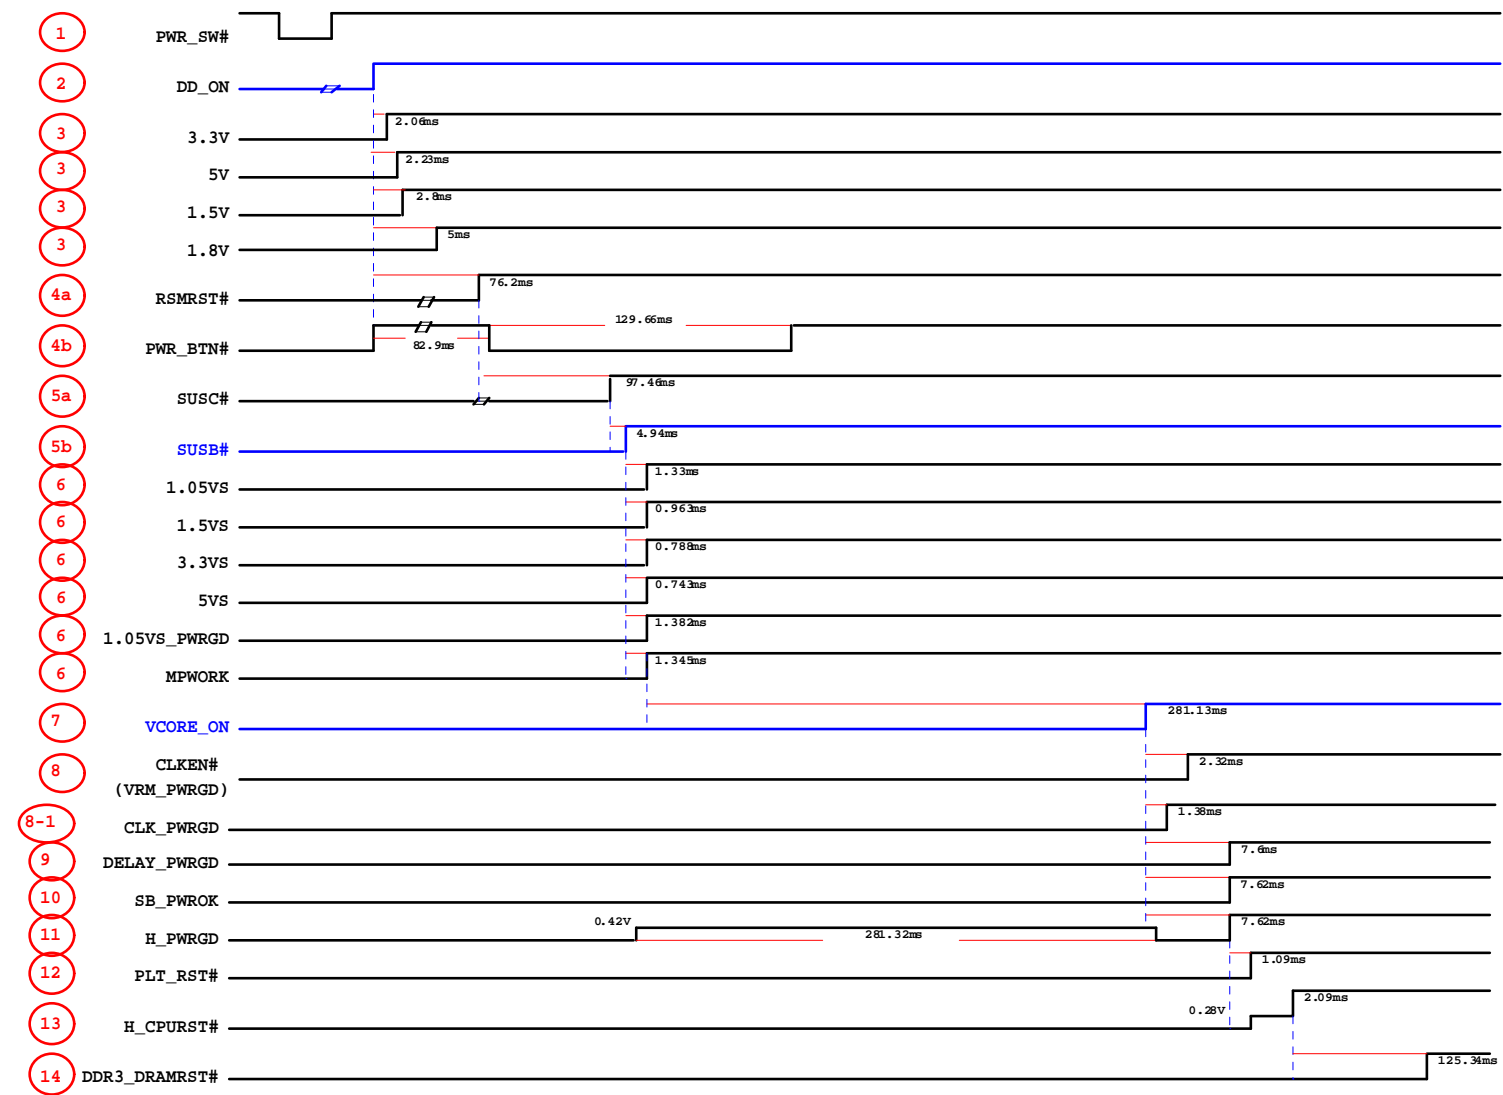 1 PWR_SW#
2 DD_ON
3 3.3V 2.06ms
3 5V 2.23ms
3 1.5V 2.8ms
3 1.8V 5ms
4a RSMRST# 76.2ms
4b PWR_BTN# 82.9ms 129.66ms
5a SUSC# 97.46ms
5b SUSB# 4.94ms
6 1.05VS 1.33ms
6 1.5VS 0.963ms
6 3.3VS 0.788ms
6 5VS 0.743ms
6 1.05VS_PWRGD 1.382ms
6 MPWORK 1.345ms
7 VCORE_ON 281.13ms
8 CLKEN# 2.32ms
(VRM_PWRGD)
8-1 CLK_PWRGD 1.38ms
9 DELAY_PWRGD 7.6ms
10 SB_PWROK 7.62ms
11 H_PWRGD 0.42V 281.32ms 7.62ms
12 PLT_RST# 1.09ms
13 H_CPURST# 0.28V 2.09ms
14 DDR3_DRAMRST# 125.34ms